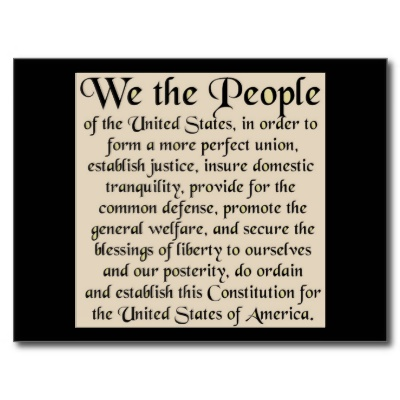 We the People
of the United States, in order to
form a more perfect union,
establish justice, insure domestic
tranquility, provide for the
common defense, promote the
general welfare, and secure the
blessings of liberty to ourselves
and our posterity, do ordain
and establish this Constitution for
the United States of America.